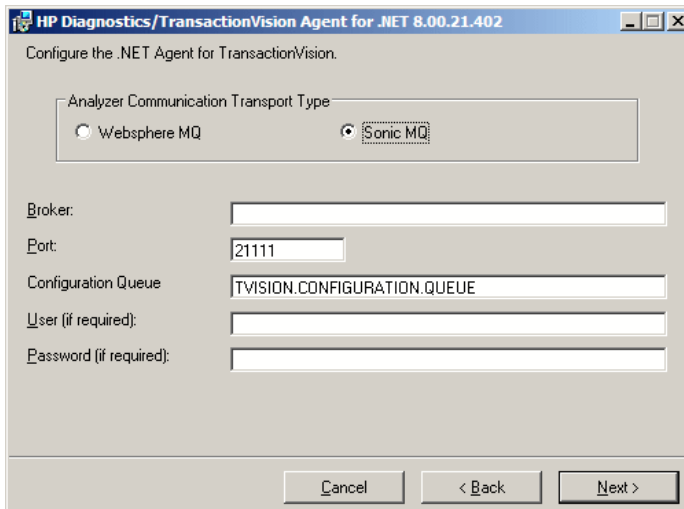 HP Diagnostics/TransactionVision Agent for .NET 8.00.21.402
Configure the .NET Agent for TransactionVision.
Analyzer Communication Transport Type
Websphere MQ
Sonic MQ
Broker:
Port:
21111
Configuration Queue
TVISION.CONFIGURATION.QUEUE
User (if required):
Password (if required):
Cancel
< Back
Next >